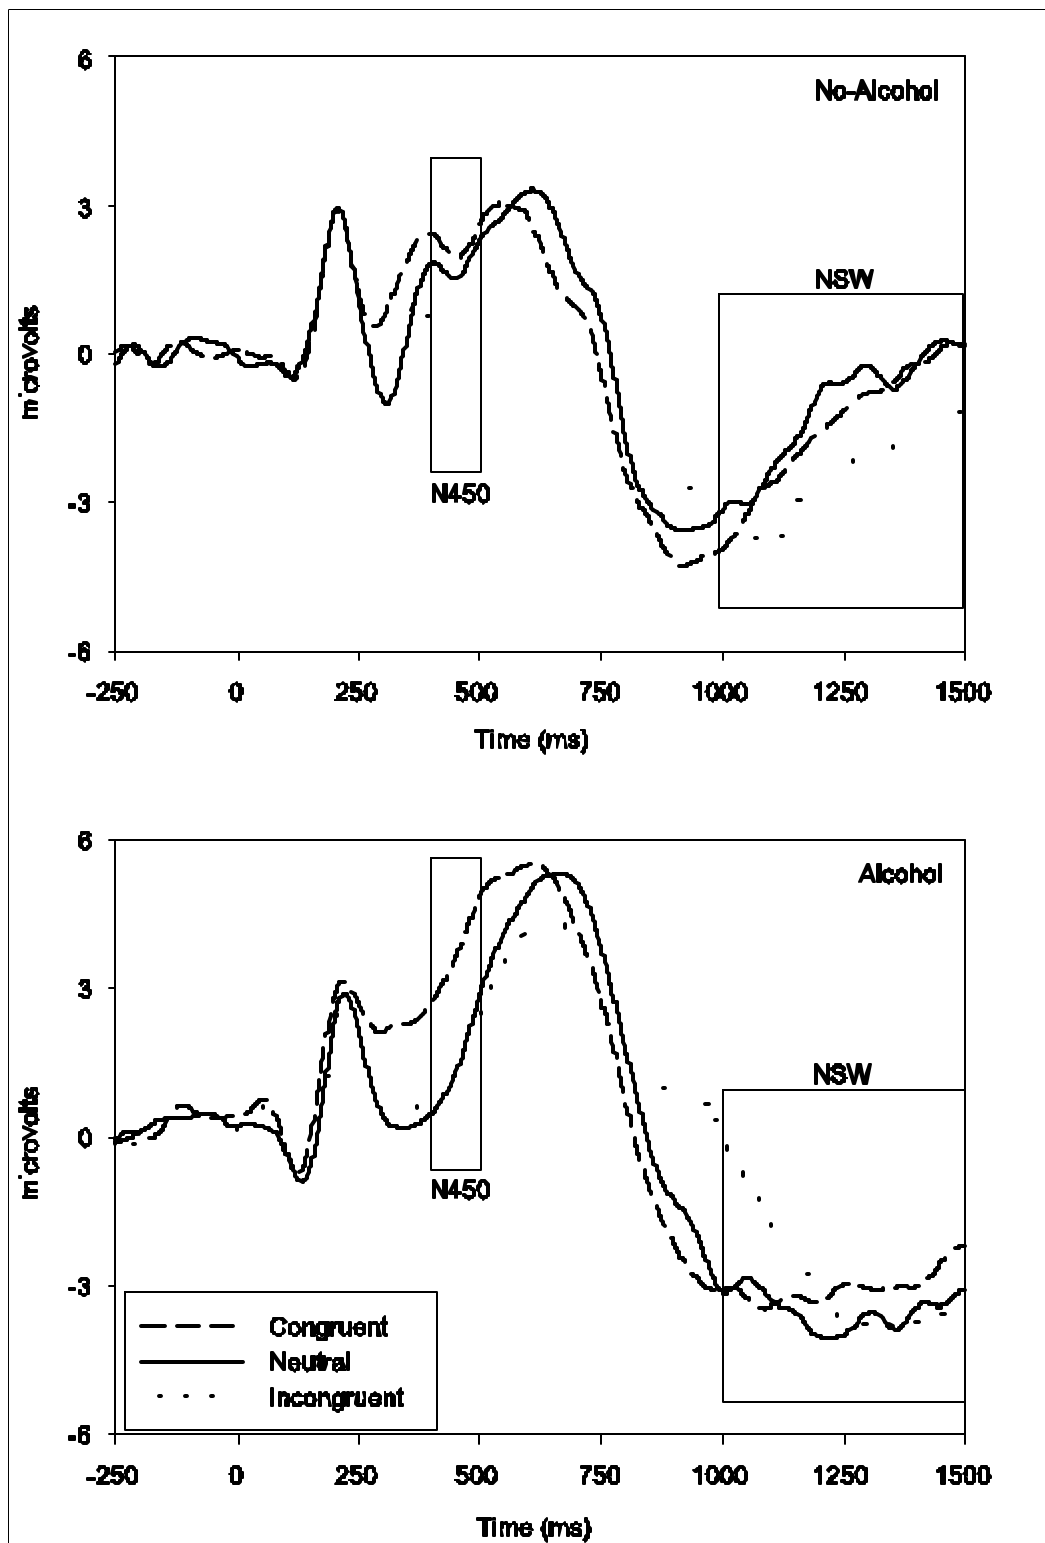 6
No-Alcohol
3
NSW
0
microvolts
N450
-3
-6
-250 0 250 500 750 1000 1250 1500
Time (ms)
6
Alcohol
3
NSW
0
microvolts
N450
-3
Congruent
Neutral
Incongruent
-6
-250 0 250 500 750 1000 1250 1500
Time (ms)